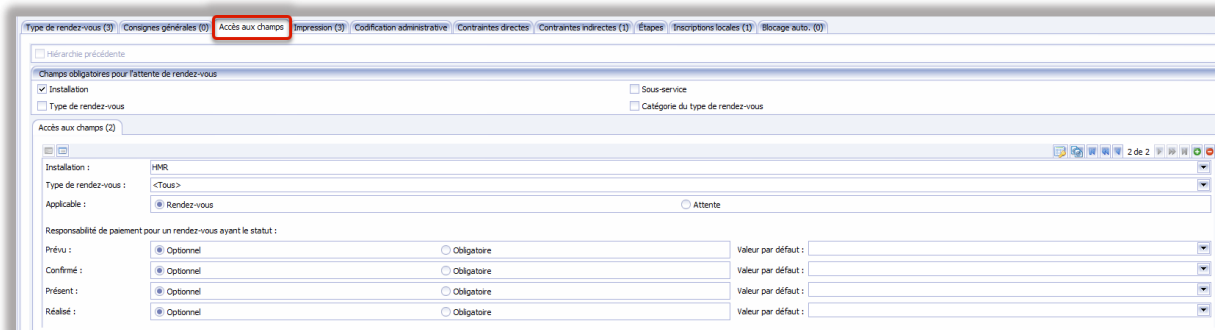 Type de rendez-vous (3) Consignes générales (0) Accès aux champs Impression (3) Codification administrative Contraintes directes Contraintes indirectes (1) Étapes Inscriptions locales (1) Blocage auto. (0)
Hiérarchie précédente
Champs obligatoires pour l'attente de rendez-vous
Installation Sous-service
Type de rendez-vous Catégorie du type de rendez-vous
Accès aux champs (2)
2 de 2
Installation : HMR
Type de rendez-vous : <Tous>
Applicable : Rendez-vous Attente
Responsabilité de paiement pour un rendez-vous ayant le statut :
Prévu : Optionnel Obligatoire Valeur par défaut :
Confirmé : Optionnel Obligatoire Valeur par défaut :
Présent : Optionnel Obligatoire Valeur par défaut :
Réalisé : Optionnel Obligatoire Valeur par défaut :